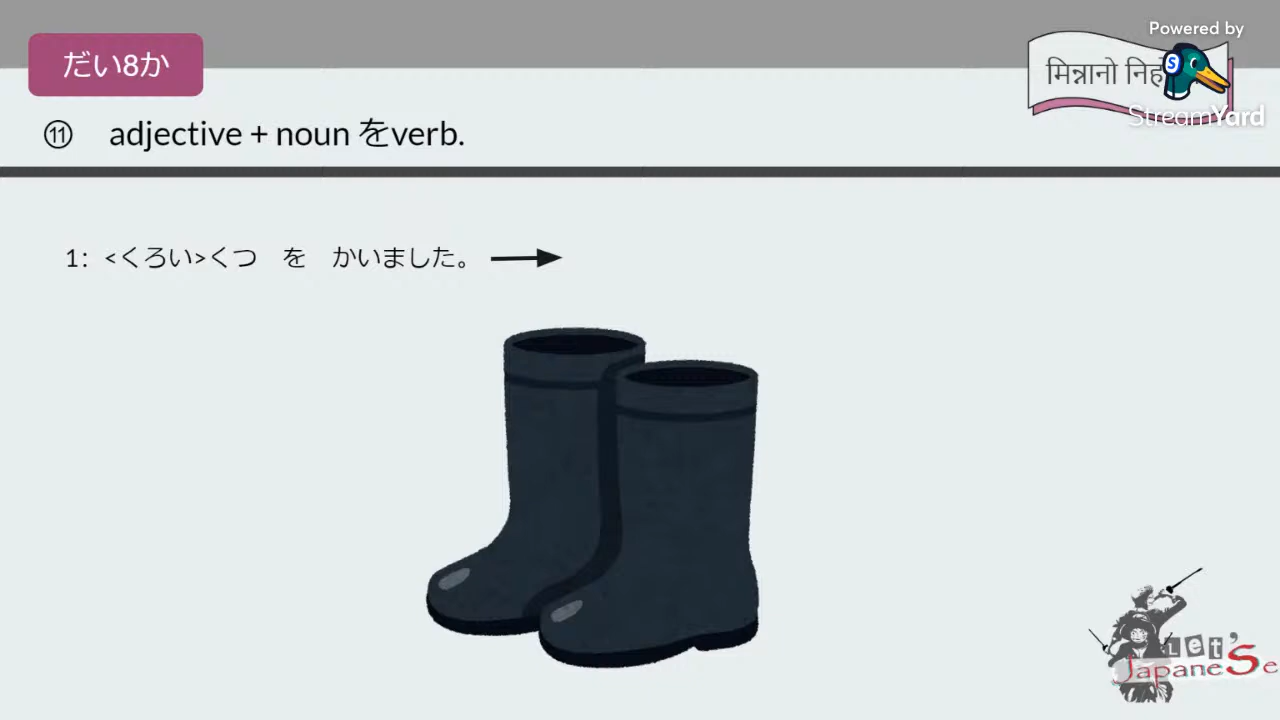 だい8か
Powered by
StreamYard
मिन्नानो
⑪ adjective + noun をverb.
1: <くろい>くつ を かいました。
Let's
JapaneSe